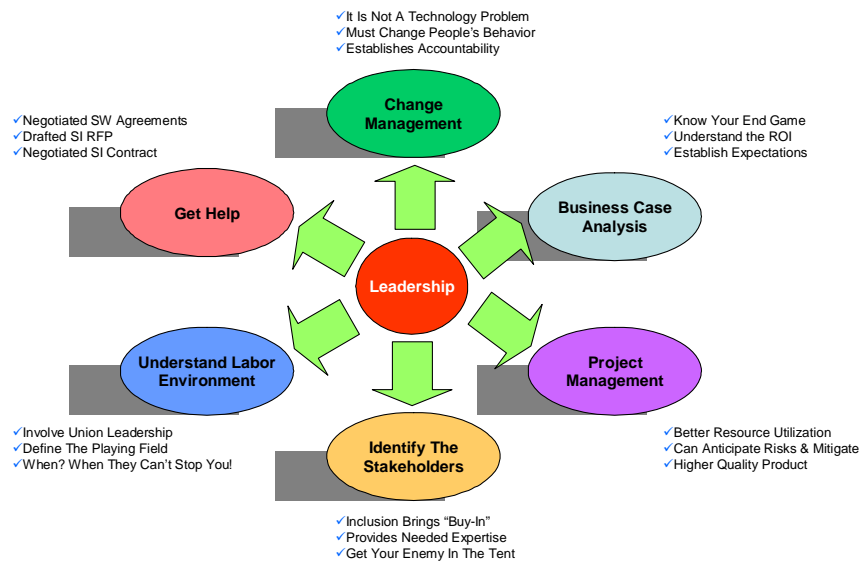 ✓It Is Not A Technology Problem
✓Must Change People's Behavior
✓Establishes Accountability
Change
Management
✓Negotiated SW Agreements
✓Drafted SI RFP
✓Negotiated SI Contract
Get Help
✓Know Your End Game
✓Understand the ROI
✓Establish Expectations
Business Case
Analysis
Leadership
Understand Labor
Environment
✓Involve Union Leadership
✓Define The Playing Field
✓When? When They Can't Stop You!
Project
Management
✓Better Resource Utilization
✓Can Anticipate Risks & Mitigate
✓Higher Quality Product
Identify The
Stakeholders
✓Inclusion Brings “Buy-In”
✓Provides Needed Expertise
✓Get Your Enemy In The Tent